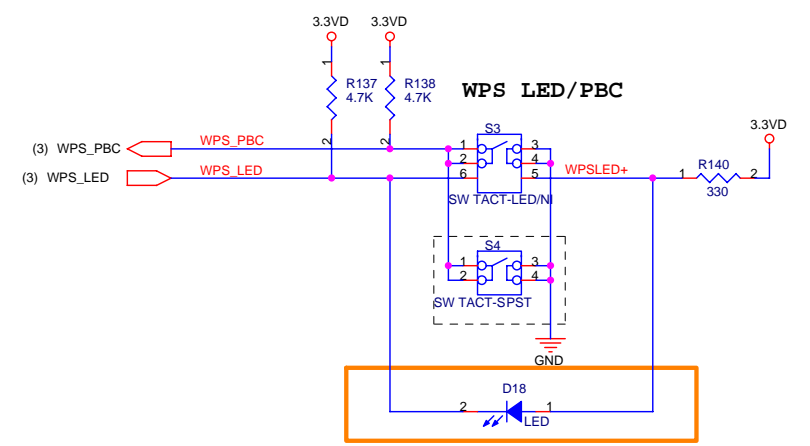 3.3VD 3.3VD
1 1
R137 R138
4.7K 4.7K
2 2
WPS LED/PBC
3.3VD
(3) WPS_PBC WPS_PBC
(3) WPS_LED WPS_LED
S3
1 3
2 4
6 5
SW TACT-LED/NI
WPSLED+
R140
1 2
330
S4
1 3
2 4
SW TACT-SPST
GND
D18
2 1
LED